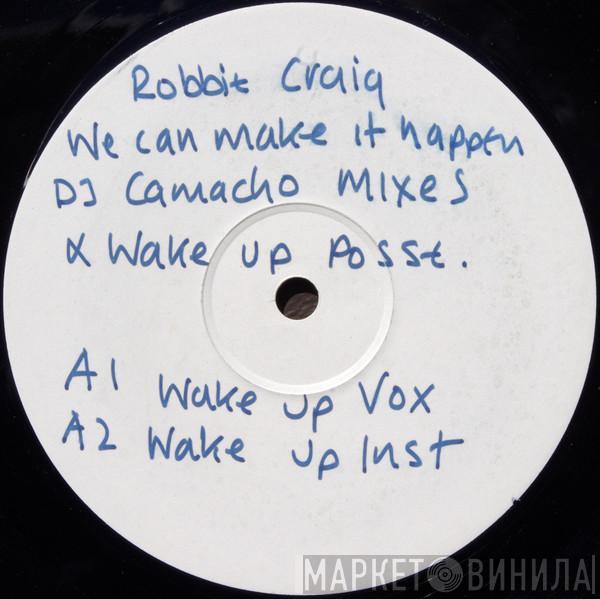 Robbie Craig
We can make it happen
DJ Camacho MIXES
& Wake up Posse.
A1 Wake up Vox
A2 Wake up Inst
МАРКЕТ ВИНИЛА